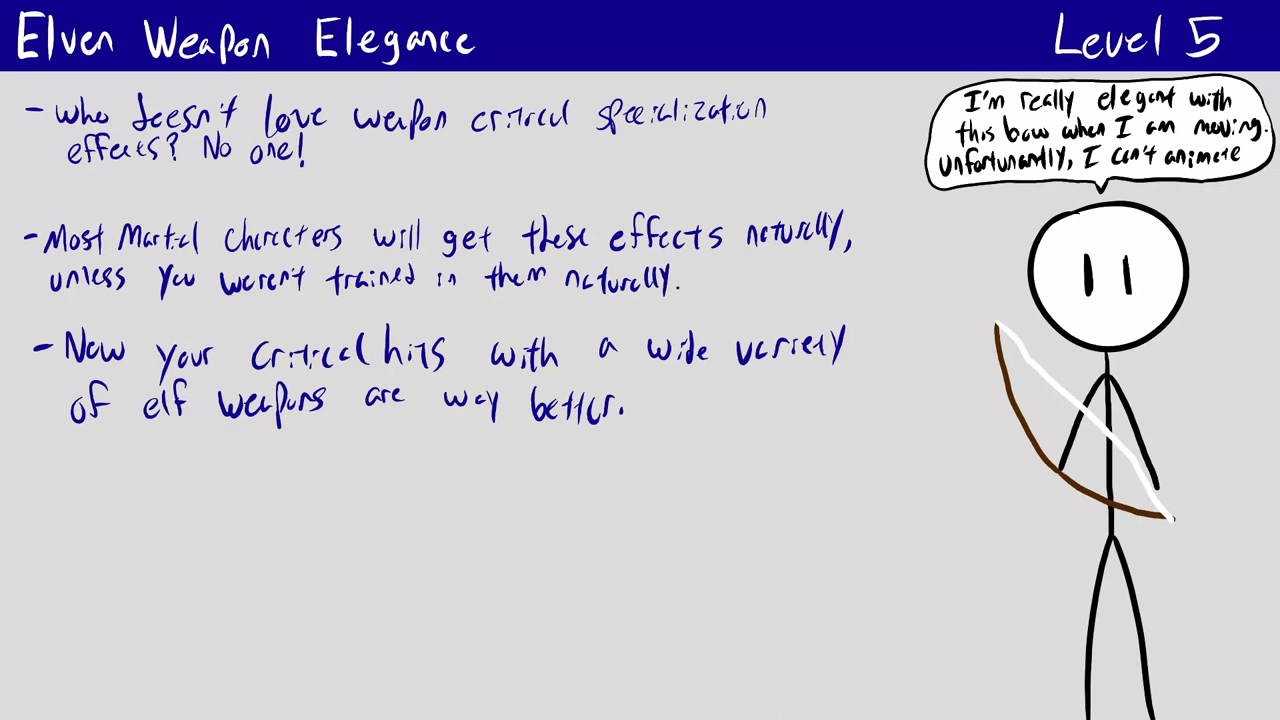 Elven Weapon Elegance
Level 5
- Who doesn't love weapon critical specialization
effects? No one!
- Most Martial characters will get these effects naturally,
unless you weren't trained in them naturally.
- Now your critical hits with a wide variety
of elf weapons are way better.
I'm really elegant with
this bow when I am moving.
Unfortunantly, I can't animate